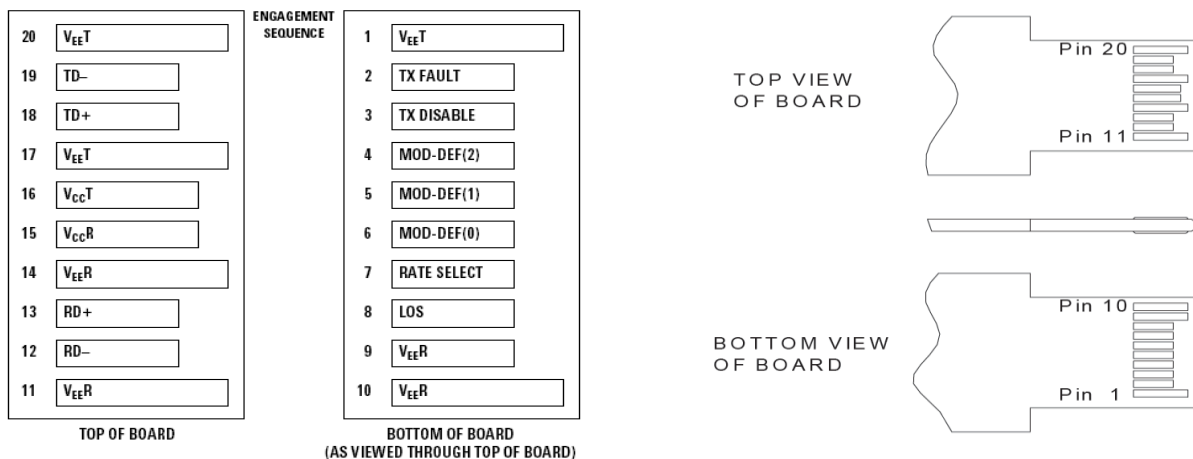 ENGAGEMENT
SEQUENCE
20 VEET
19 TD–
18 TD+
17 VEET
16 VCCT
15 VCCR
14 VEER
13 RD+
12 RD–
11 VEER
TOP OF BOARD
1 VEET
2 TX FAULT
3 TX DISABLE
4 MOD-DEF(2)
5 MOD-DEF(1)
6 MOD-DEF(0)
7 RATE SELECT
8 LOS
9 VEER
10 VEER
BOTTOM OF BOARD
(AS VIEWED THROUGH TOP OF BOARD)
TOP VIEW
OF BOARD
Pin 20
Pin 11
BOTTOM VIEW
OF BOARD
Pin 10
Pin 1